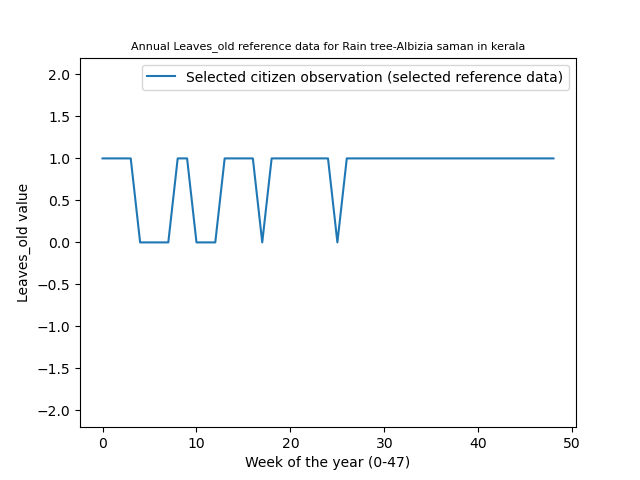 Annual Leaves_old reference data for Rain tree-Albizia saman in kerala
Selected citizen observation (selected reference data)
2.0
1.5
1.0
0.5
0.0
−0.5
−1.0
−1.5
−2.0
Leaves_old value
0 10 20 30 40 50
Week of the year (0-47)